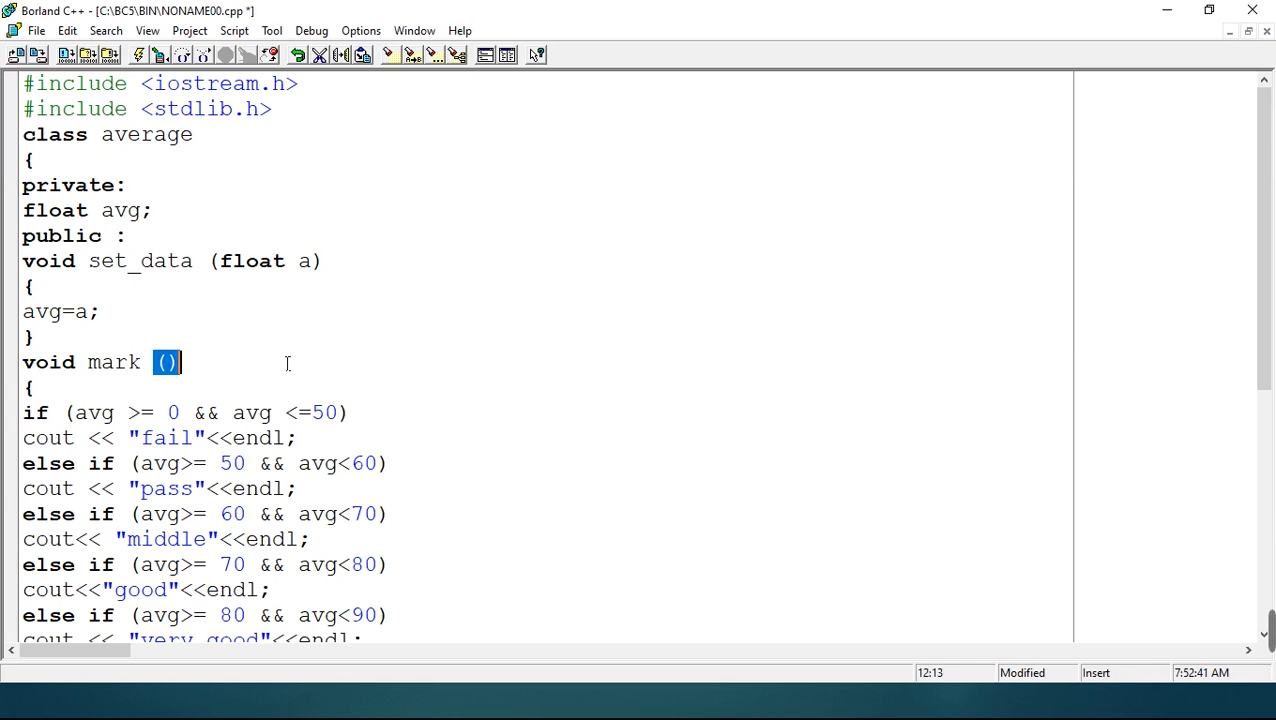 Borland C++ - [C:\BC5\BIN\NONAME00.cpp *]
File Edit Search View Project Script Tool Debug Options Window Help
#include <iostream.h>
#include <stdlib.h>
class average
{
private:
float avg;
public :
void set_data (float a)
{
avg=a;
}
void mark ()
{
if (avg >= 0 && avg <=50)
cout << "fail"<<endl;
else if (avg>= 50 && avg<60)
cout << "pass"<<endl;
else if (avg>= 60 && avg<70)
cout<< "middle"<<endl;
else if (avg>= 70 && avg<80)
cout<<"good"<<endl;
else if (avg>= 80 && avg<90)
cout << "very good"<<endl;
12:13 Modified Insert 7:52:41 AM